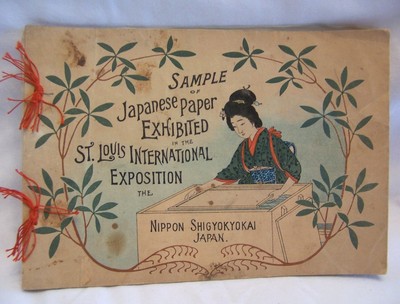 SAMPLE
OF
Japanese Paper
EXHIBITED
IN THE
ST. LOUIS INTERNATIONAL
EXPOSITION
THE
NIPPON SHIGYOKYOKAI
JAPAN.